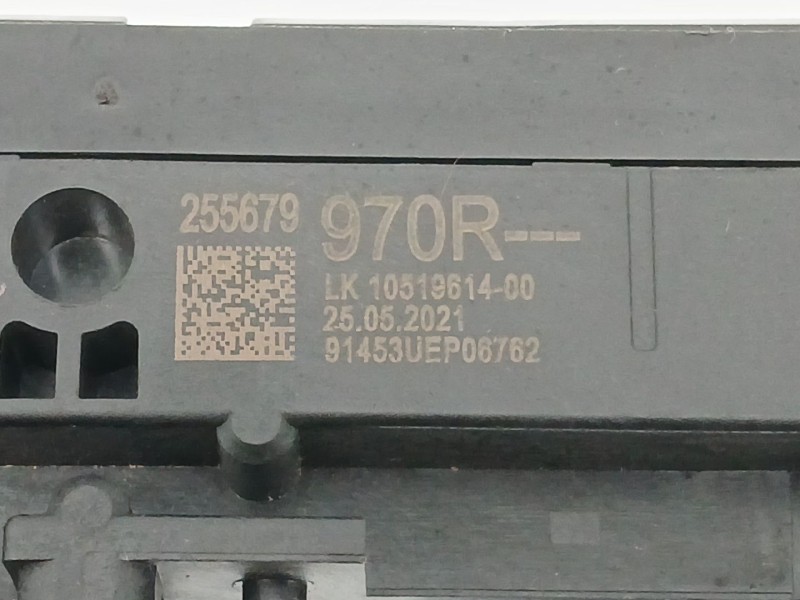 255679 970R---
LK 10519614-00
25.05.2021
91453UEP06762